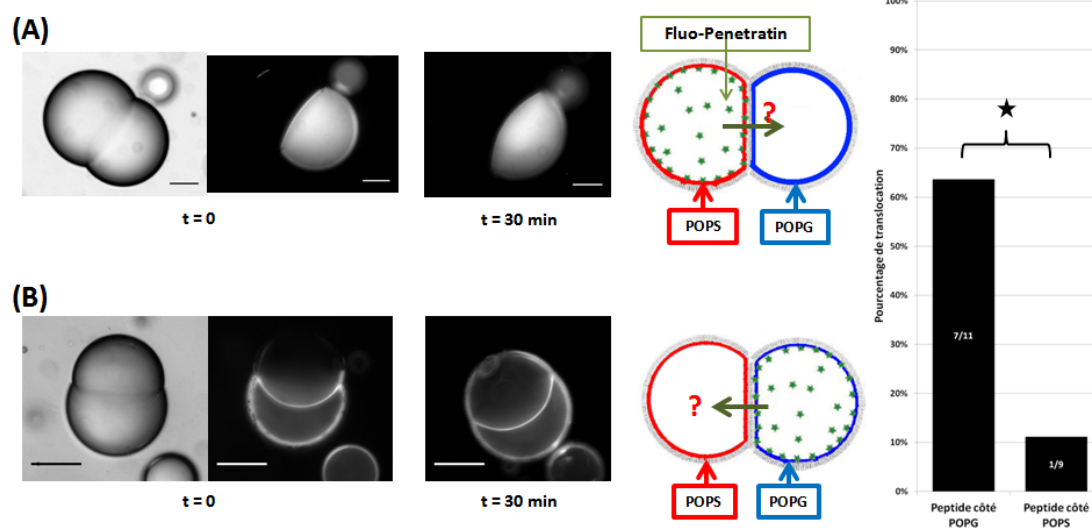 (A)
t = 0
t = 30 min
Fluo-Penetratin
?
POPS
POPG
(B)
t = 0
t = 30 min
?
POPS
POPG
Pourcentage de translocation
100%
90%
80%
70%
60%
50%
40%
30%
20%
10%
0%
7/11
1/9
Peptide côté
POPG
Peptide côté
POPS